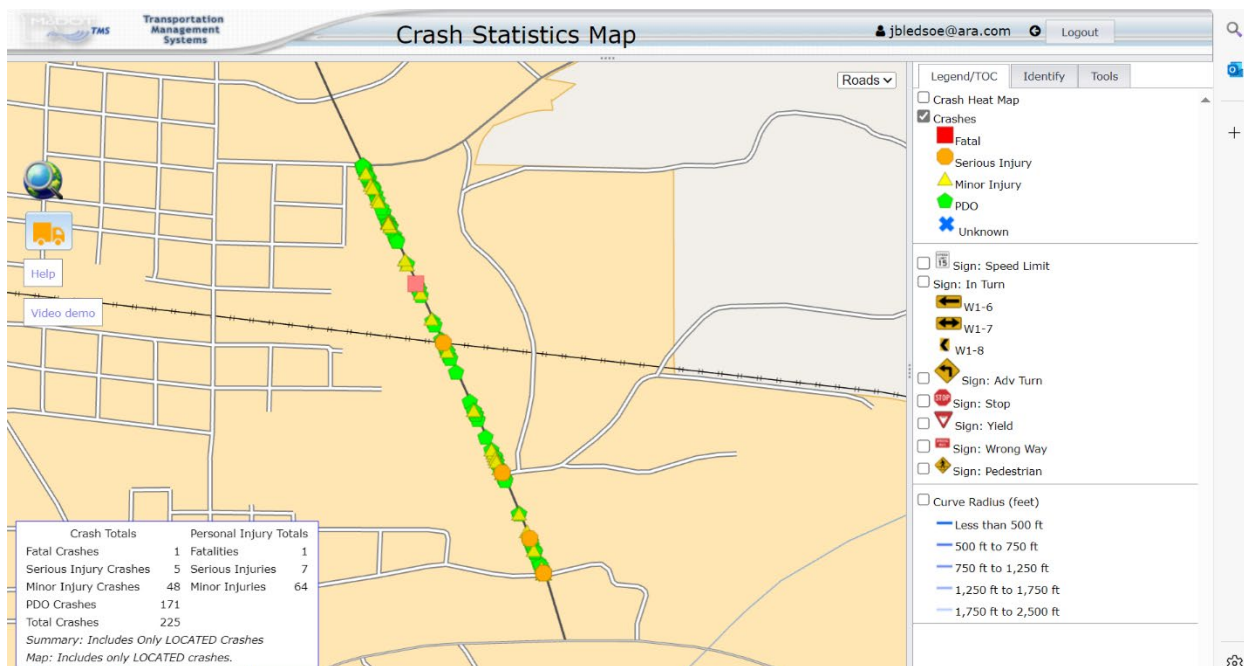 MoDOT TMS
Transportation
Management
Systems
Crash Statistics Map
jbledsoe@ara.com
Logout
Roads
Help
Video demo
Crash Totals Personal Injury Totals
Fatal Crashes 1 Fatalities 1
Serious Injury Crashes 5 Serious Injuries 7
Minor Injury Crashes 48 Minor Injuries 64
PDO Crashes 171
Total Crashes 225
Summary: Includes Only LOCATED Crashes
Map: Includes only LOCATED crashes.
Legend/TOC Identify Tools
Crash Heat Map
Crashes
Fatal
Serious Injury
Minor Injury
PDO
Unknown
15 Sign: Speed Limit
Sign: In Turn
W1-6
W1-7
W1-8
Sign: Adv Turn
STOP Sign: Stop
Sign: Yield
Sign: Wrong Way
Sign: Pedestrian
Curve Radius (feet)
Less than 500 ft
500 ft to 750 ft
750 ft to 1,250 ft
1,250 ft to 1,750 ft
1,750 ft to 2,500 ft